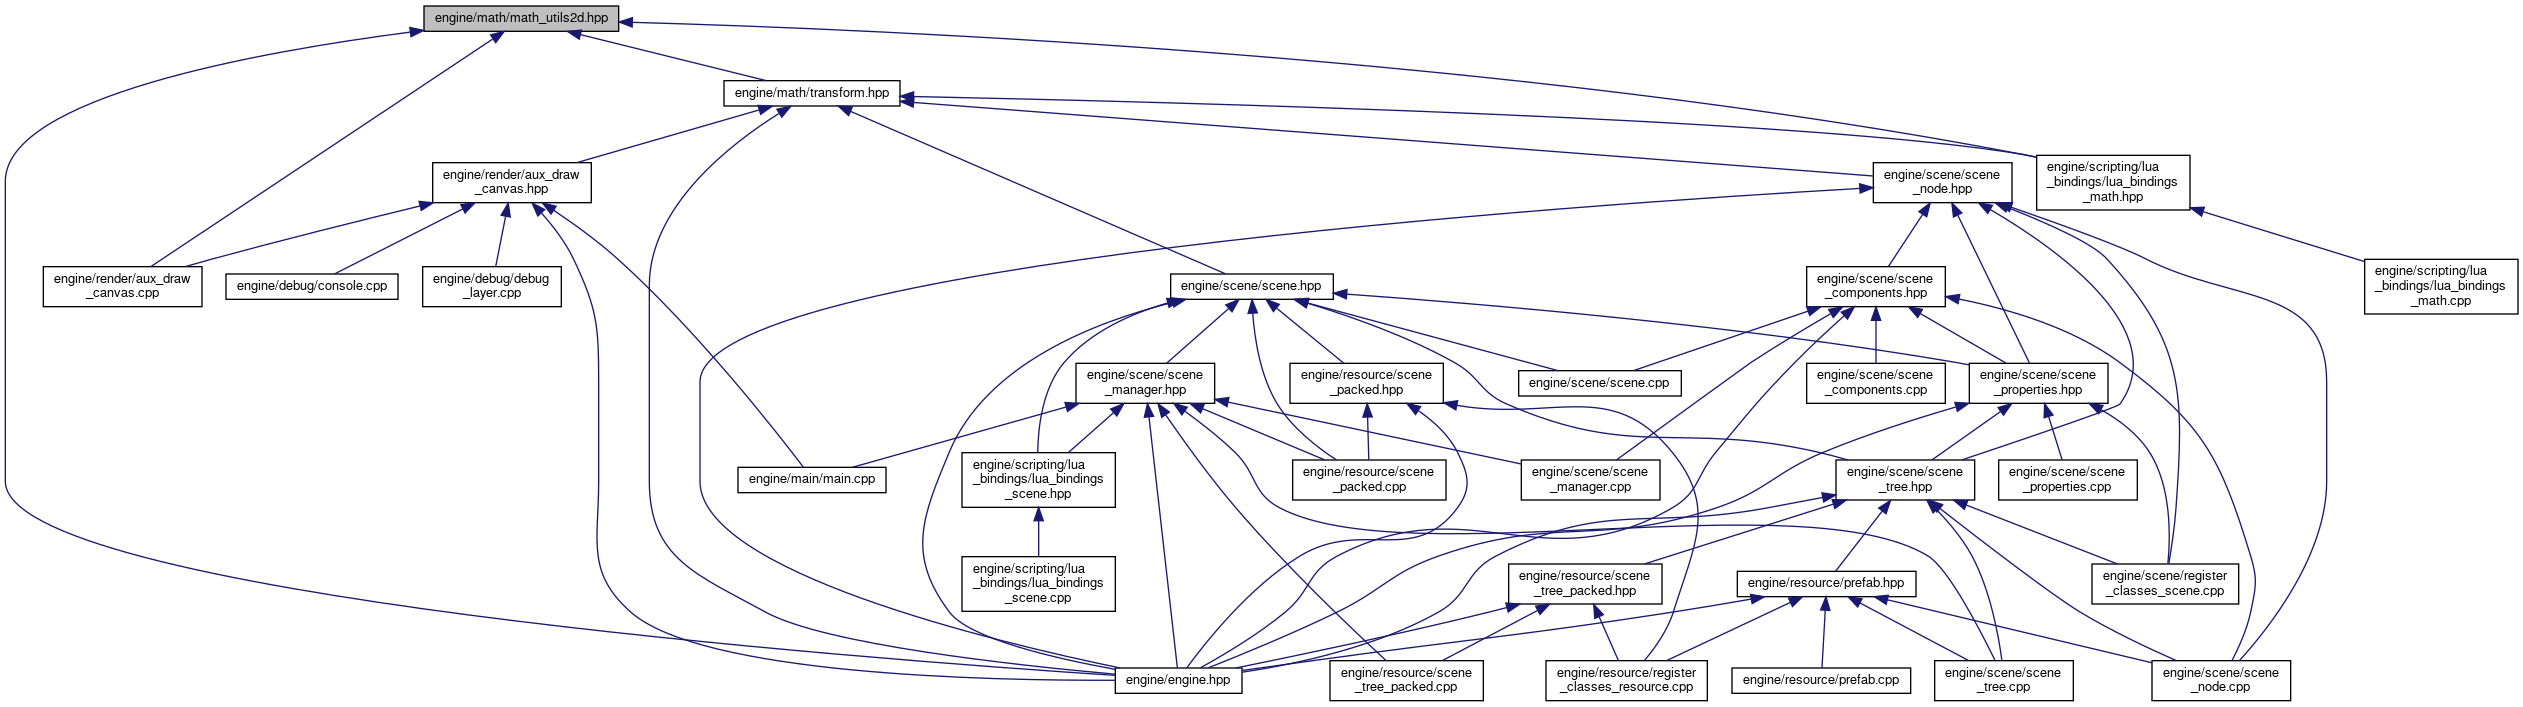 engine/math/math_utils2d.hpp
engine/math/transform.hpp
engine/render/aux_draw
_canvas.hpp
engine/scene/scene
_node.hpp
engine/scripting/lua
_bindings/lua_bindings
_math.hpp
engine/render/aux_draw
_canvas.cpp
engine/debug/console.cpp
engine/debug/debug
_layer.cpp
engine/scene/scene.hpp
engine/scene/scene
_components.hpp
engine/scripting/lua
_bindings/lua_bindings
_math.cpp
engine/scene/scene
_manager.hpp
engine/resource/scene
_packed.hpp
engine/scene/scene.cpp
engine/scene/scene
_components.cpp
engine/scene/scene
_properties.hpp
engine/main/main.cpp
engine/scripting/lua
_bindings/lua_bindings
_scene.hpp
engine/resource/scene
_packed.cpp
engine/scene/scene
_manager.cpp
engine/scene/scene
_tree.hpp
engine/scene/scene
_properties.cpp
engine/scripting/lua
_bindings/lua_bindings
_scene.cpp
engine/resource/scene
_tree_packed.hpp
engine/resource/prefab.hpp
engine/scene/register
_classes_scene.cpp
engine/engine.hpp
engine/resource/scene
_tree_packed.cpp
engine/resource/register
_classes_resource.cpp
engine/resource/prefab.cpp
engine/scene/scene
_tree.cpp
engine/scene/scene
_node.cpp